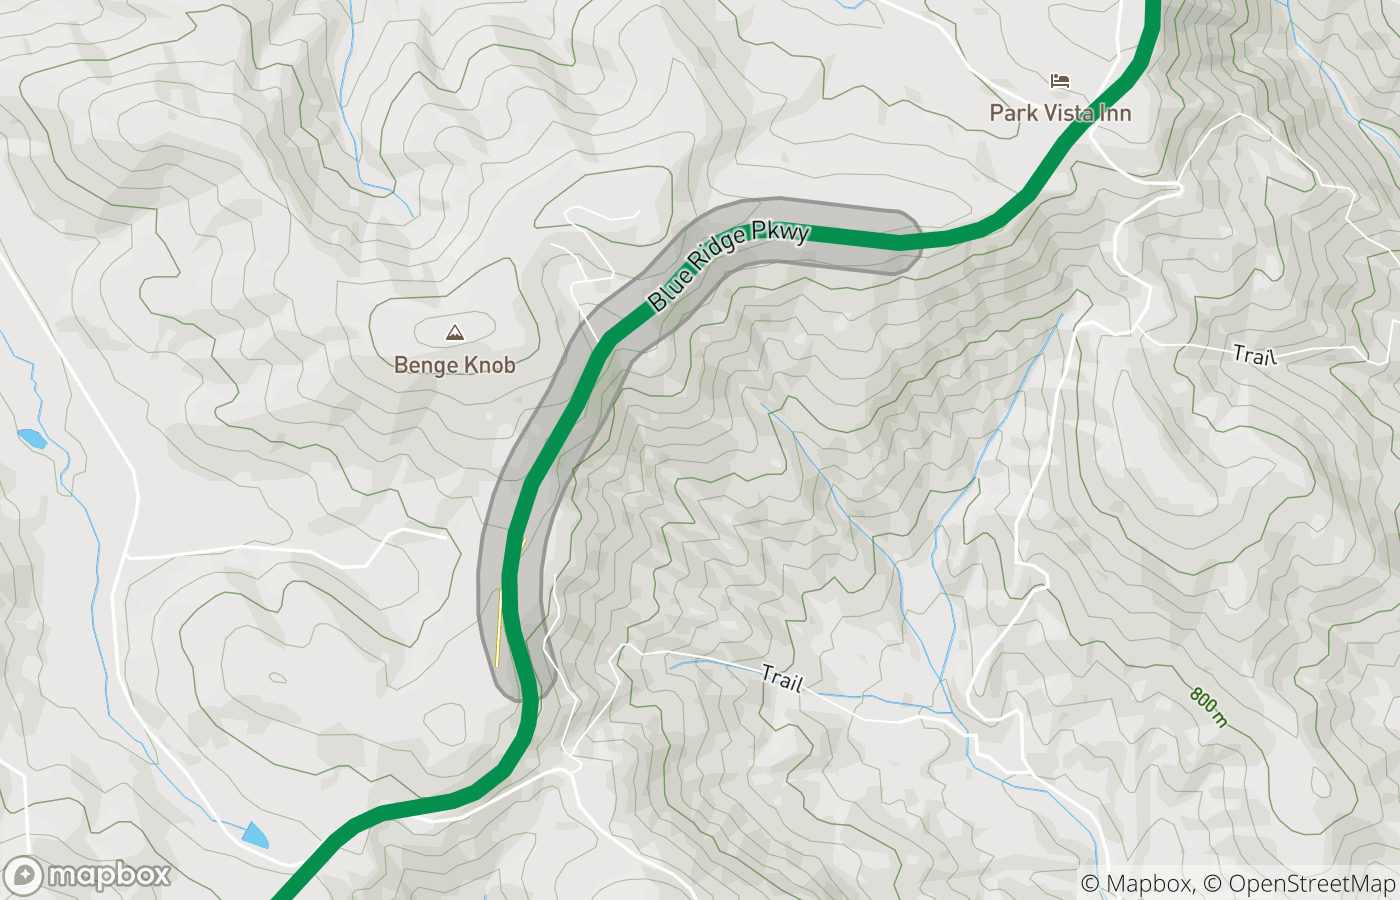 Park Vista Inn
Blue Ridge Pkwy
Benge Knob
Trail
Trail
800 m
mapbox
© Mapbox, © OpenStreetMap